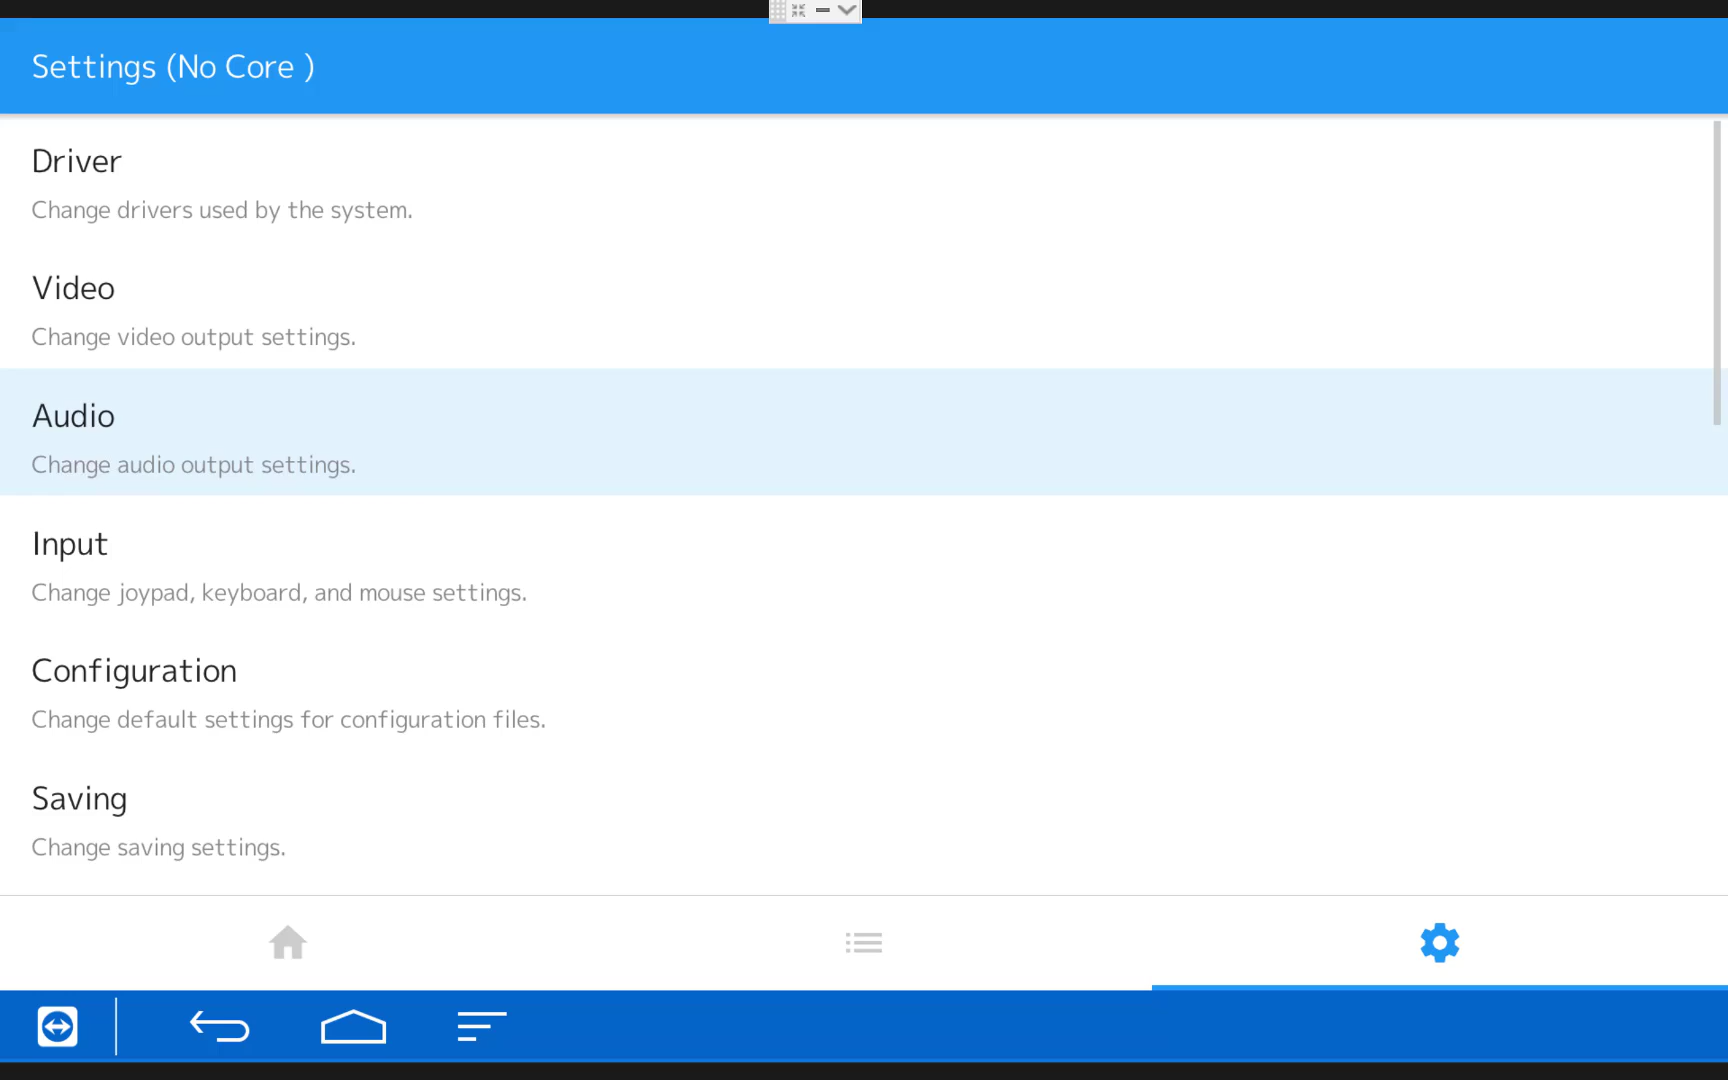 Settings (No Core )
Driver
Change drivers used by the system.
Video
Change video output settings.
Audio
Change audio output settings.
Input
Change joypad, keyboard, and mouse settings.
Configuration
Change default settings for configuration files.
Saving
Change saving settings.